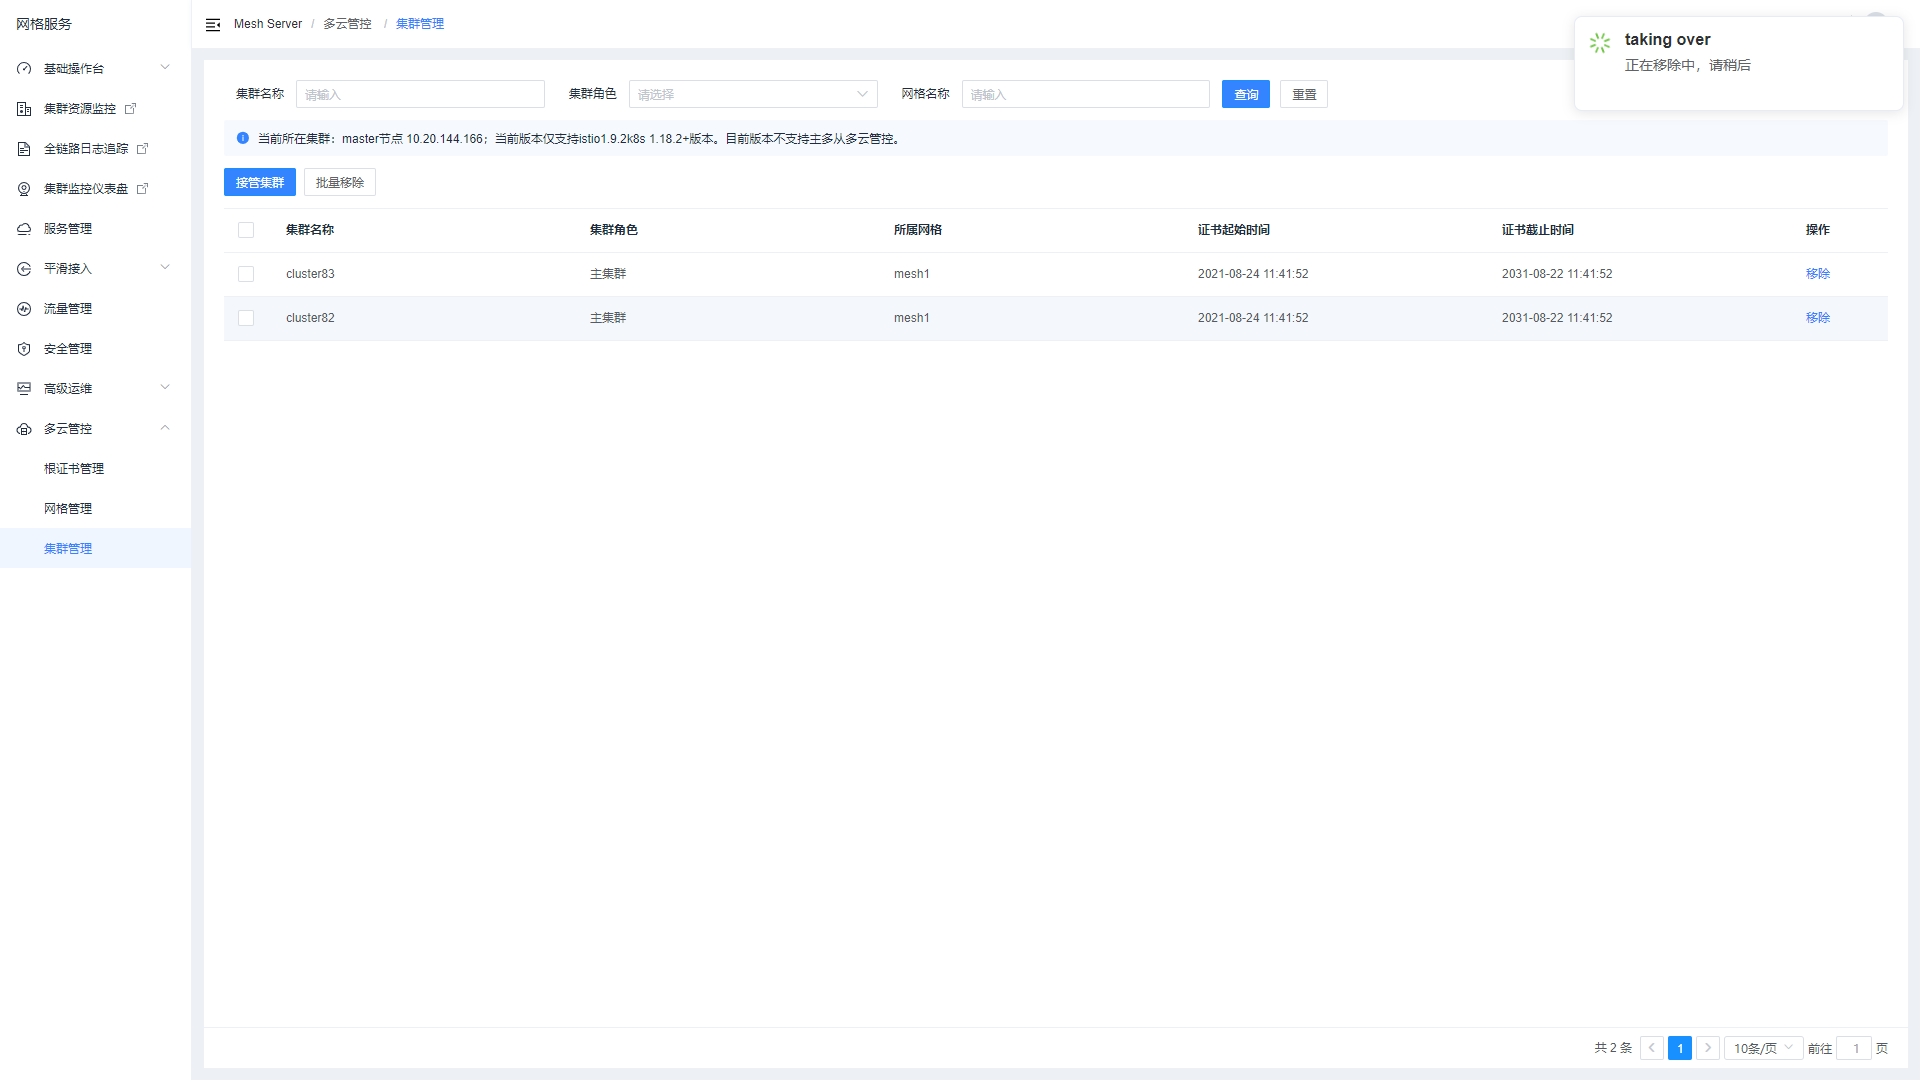 网格服务
基础操作台
集群资源监控
全链路日志追踪
集群监控仪表盘
服务管理
平滑接入
流量管理
安全管理
高级运维
多云管控
根证书管理
网格管理
集群管理
Mesh Server / 多云管控 / 集群管理
taking over
正在移除中，请稍后
集群名称 请输入 集群角色 请选择 网格名称 请输入 查询 重置
当前所在集群：master节点 10.20.144.166；当前版本仅支持istio1.9.2k8s 1.18.2+版本。目前版本不支持主多从多云管控。
接管集群 批量移除
集群名称 集群角色 所属网格 证书起始时间 证书截止时间 操作
cluster83 主集群 mesh1 2021-08-24 11:41:52 2031-08-22 11:41:52 移除
cluster82 主集群 mesh1 2021-08-24 11:41:52 2031-08-22 11:41:52 移除
共 2 条 1 10条/页 前往 1 页